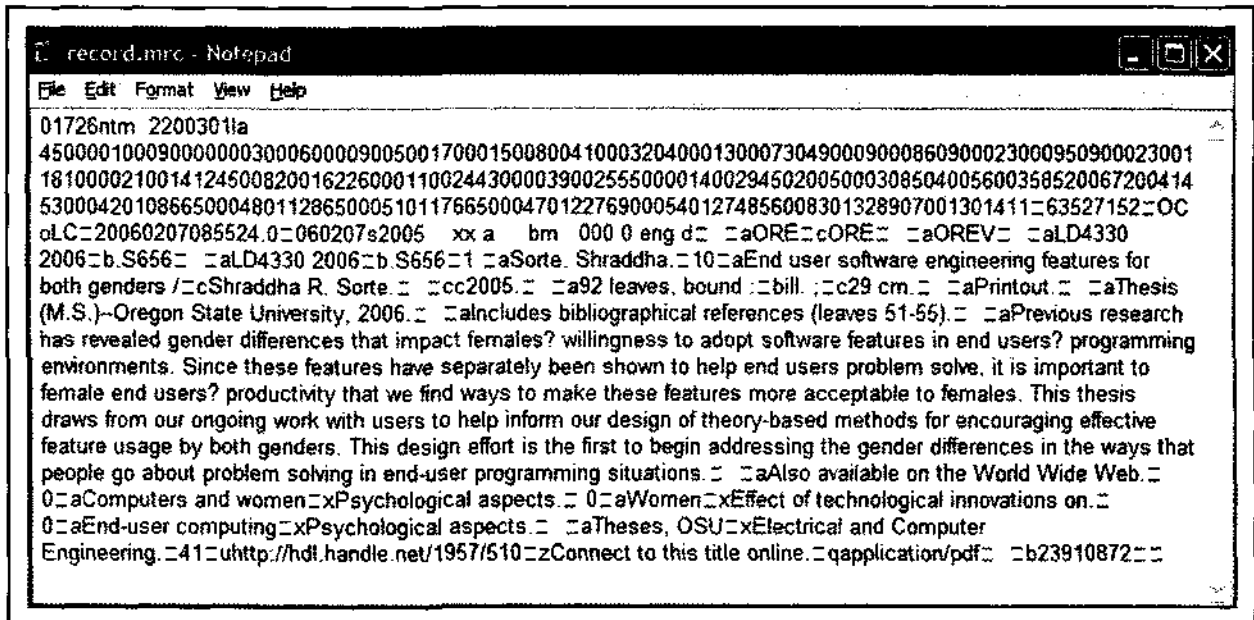 record.mrc - Notepad
File Edit Format View Help
01726ntm 2200301Ia
4500001000900000003000600009005001700015008004100032040001300073049000900086090002300095090002300​1
18100002100141245008200162260001100244300003900255500001400294502005000308504005600358520067200414
530004201086650004801128650005101176650004701227690005401274856008301328907001301411=63527152=OC
oLC=20060207085524.0=060207s2005 xx a bm 000 0 eng d= =aORE=cORE= =aOREV= =aLD4330
2006=b.S656= =aLD4330 2006=b.S656=1 =aSorte. Shraddha.=10=aEnd user software engineering features for
both genders /=cShraddha R. Sorte.= =cc2005.= =a92 leaves, bound :=bill. ;=c29 cm.= =aPrintout.= =aThesis
(M.S.)--Oregon State University, 2006.= =aIncludes bibliographical references (leaves 51-55).= =aPrevious research
has revealed gender differences that impact females? willingness to adopt software features in end users? programming
environments. Since these features have separately been shown to help end users problem solve, it is important to
female end users? productivity that we find ways to make these features more acceptable to females. This thesis
draws from our ongoing work with users to help inform our design of theory-based methods for encouraging effective
feature usage by both genders. This design effort is the first to begin addressing the gender differences in the ways that
people go about problem solving in end-user programming situations.= =aAlso available on the World Wide Web.=
0=aComputers and women=xPsychological aspects.= 0=aWomen=xEffect of technological innovations on.=
0=aEnd-user computing=xPsychological aspects.= =aTheses, OSU=xElectrical and Computer
Engineering.=41=uhttp://hdl.handle.net/1957/510=zConnect to this title online.=qapplication/pdf= =b23910872==